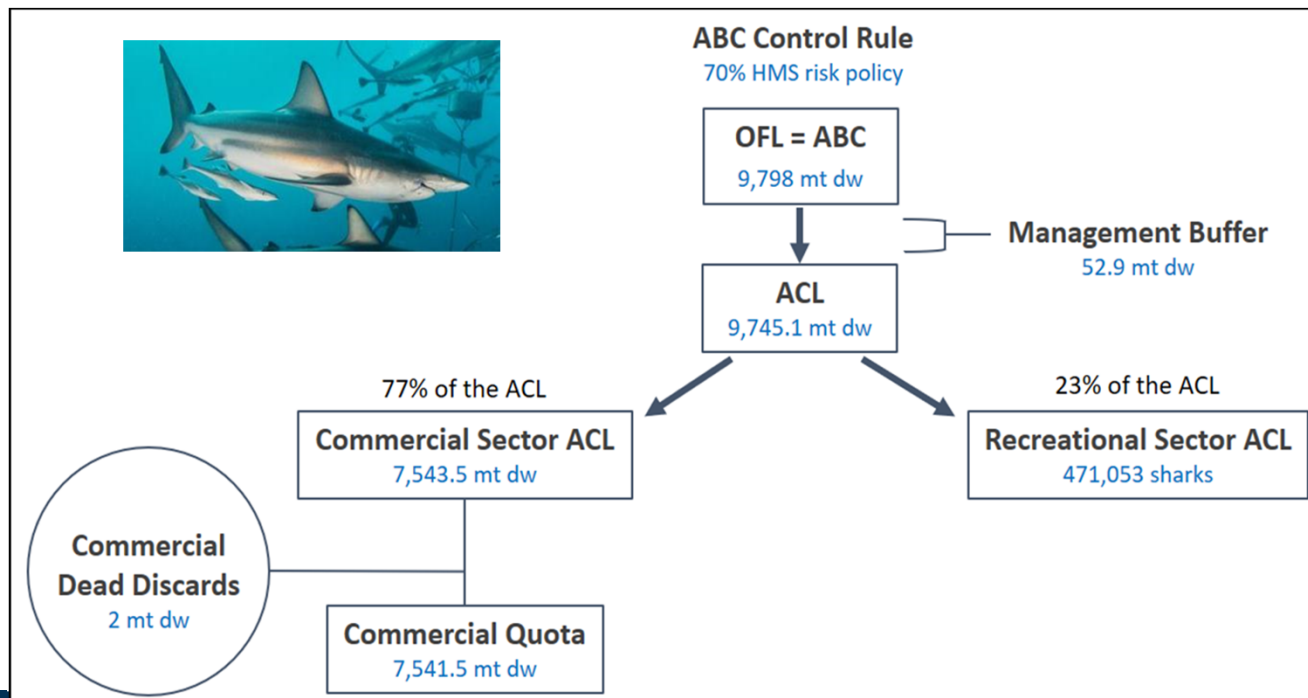 ABC Control Rule
70% HMS risk policy
OFL = ABC
9,798 mt dw
Management Buffer
52.9 mt dw
ACL
9,745.1 mt dw
77% of the ACL
23% of the ACL
Commercial Sector ACL
7,543.5 mt dw
Recreational Sector ACL
471,053 sharks
Commercial
Dead Discards
2 mt dw
Commercial Quota
7,541.5 mt dw